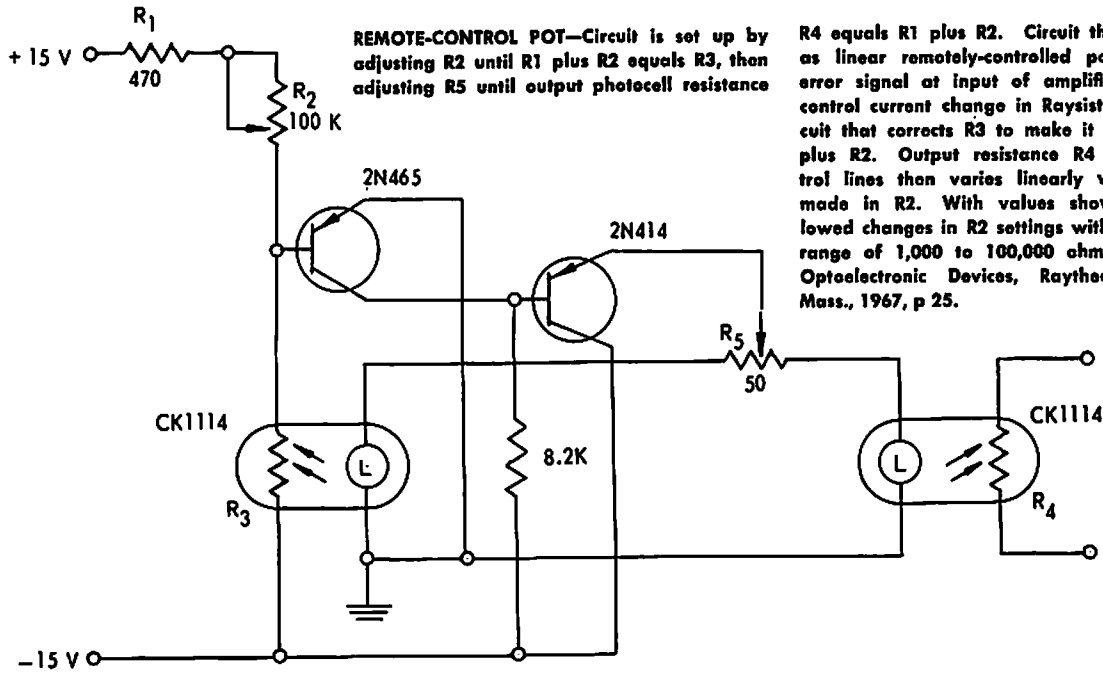 REMOTE-CONTROL POT—Circuit is set up by
adjusting R2 until R1 plus R2 equals R3, then
adjusting R5 until output photocell resistance
R4 equals R1 plus R2. Circuit th
as linear remotely-controlled po
error signal at input of amplifi
control current change in Raysist
cuit that corrects R3 to make it
plus R2. Output resistance R4
trol lines then varies linearly v
made in R2. With values show
lowed changes in R2 settings with
range of 1,000 to 100,000 ohm
Optoelectronic Devices, Raythe
Mass., 1967, p 25.
R1
+15 V
470
R2
100 K
2N465
2N414
R5
50
CK1114
L
R3
8.2K
CK1114
L
R4
−15 V